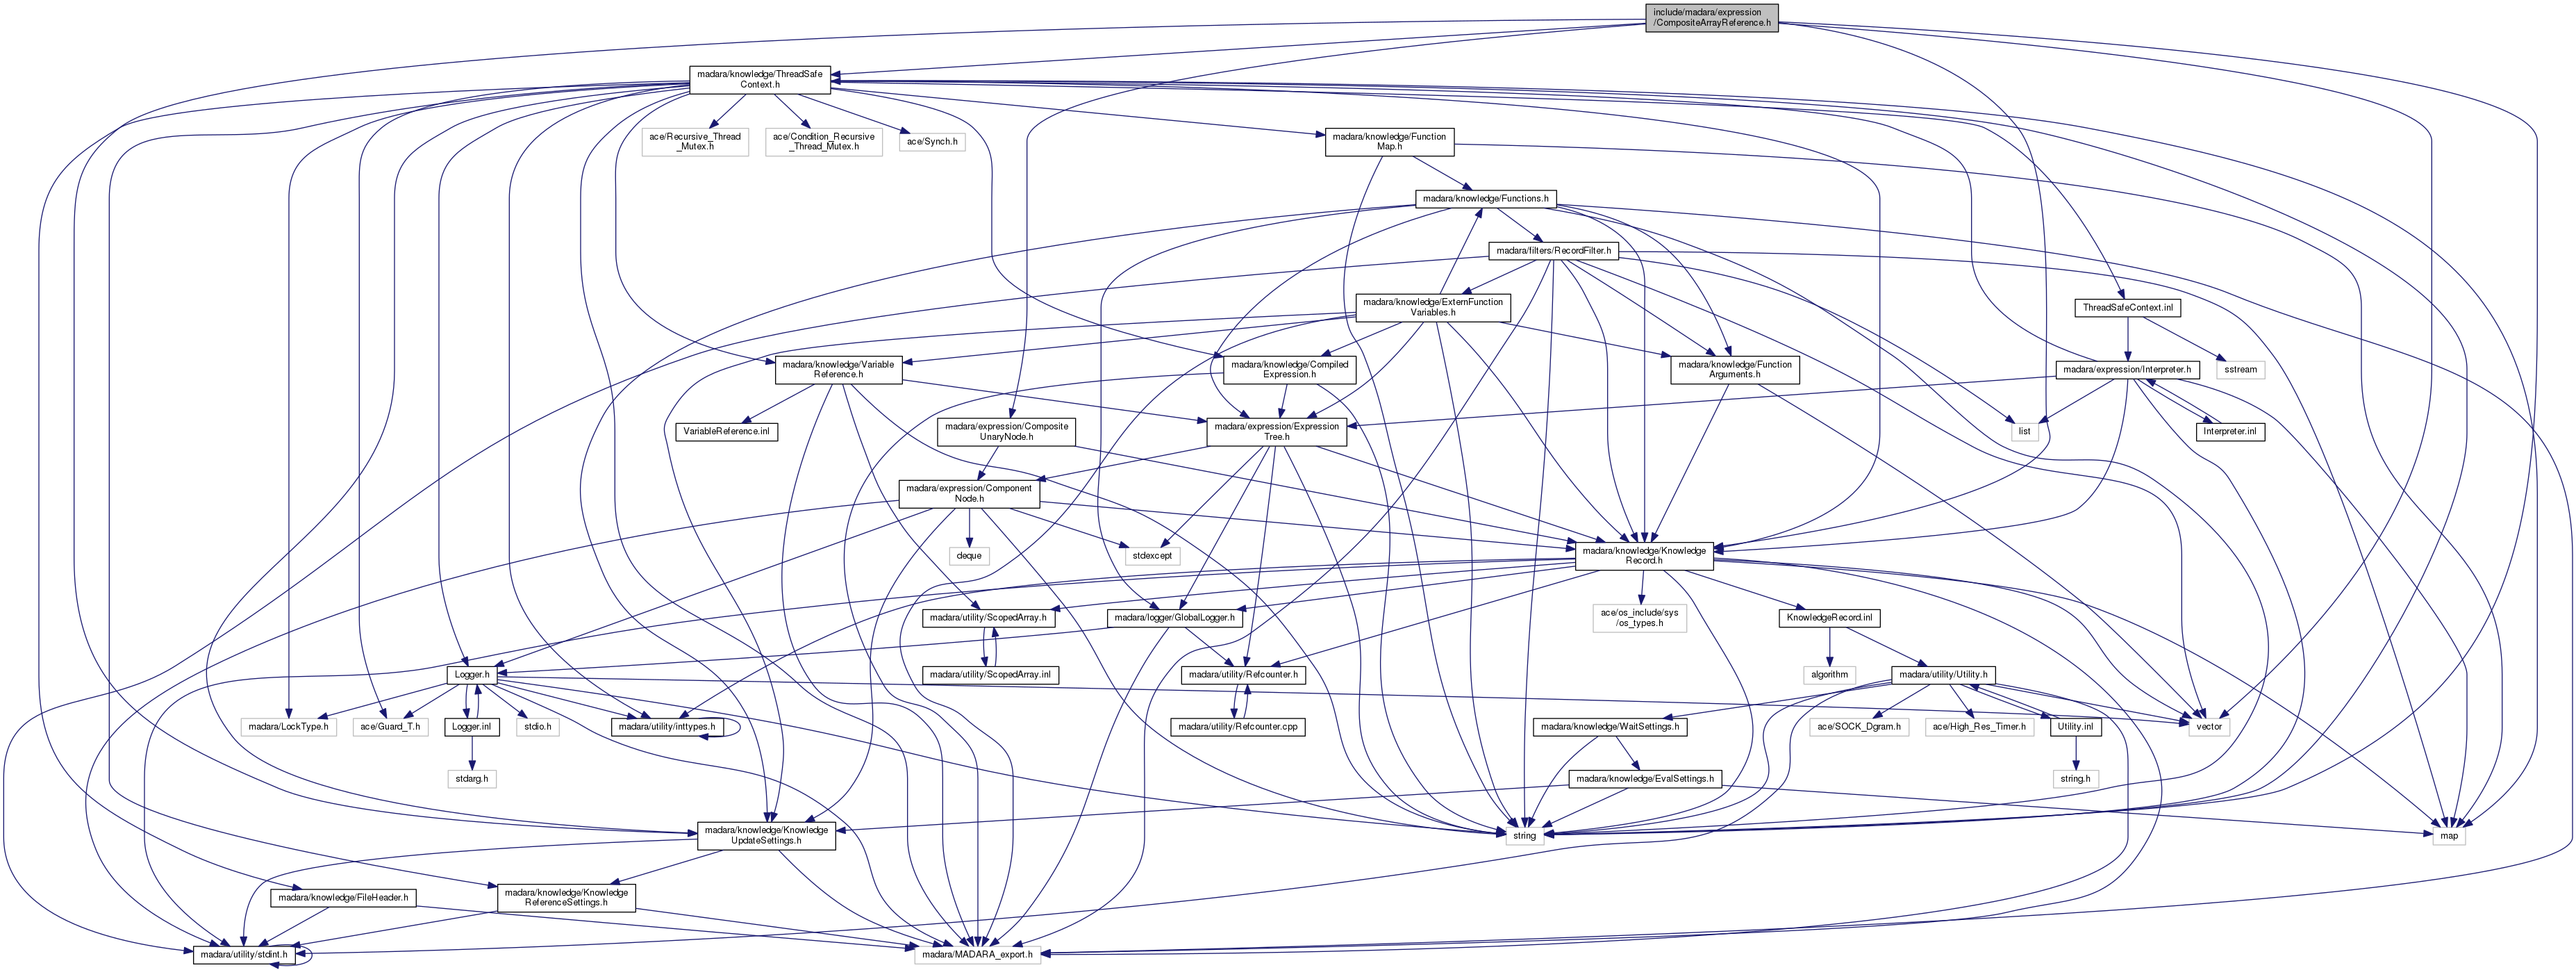 include/madara/expression
/CompositeArrayReference.h
madara/knowledge/ThreadSafe
Context.h
ace/Recursive_Thread
_Mutex.h
ace/Condition_Recursive
_Thread_Mutex.h
ace/Synch.h
madara/knowledge/Function
Map.h
madara/knowledge/Functions.h
madara/filters/RecordFilter.h
madara/knowledge/ExternFunction
Variables.h
ThreadSafeContext.inl
madara/knowledge/Variable
Reference.h
madara/knowledge/Compiled
Expression.h
madara/knowledge/Function
Arguments.h
madara/expression/Interpreter.h
sstream
VariableReference.inl
madara/expression/Composite
UnaryNode.h
madara/expression/Expression
Tree.h
list
Interpreter.inl
madara/expression/Component
Node.h
deque
stdexcept
madara/knowledge/Knowledge
Record.h
madara/utility/ScopedArray.h
madara/logger/GlobalLogger.h
ace/os_include/sys
/os_types.h
KnowledgeRecord.inl
Logger.h
madara/utility/ScopedArray.inl
madara/utility/Refcounter.h
algorithm
madara/utility/Utility.h
madara/LockType.h
ace/Guard_T.h
Logger.inl
stdio.h
madara/utility/inttypes.h
madara/utility/Refcounter.cpp
madara/knowledge/WaitSettings.h
ace/SOCK_Dgram.h
ace/High_Res_Timer.h
Utility.inl
vector
stdarg.h
madara/knowledge/EvalSettings.h
string.h
madara/knowledge/Knowledge
UpdateSettings.h
string
map
madara/knowledge/FileHeader.h
madara/knowledge/Knowledge
ReferenceSettings.h
madara/utility/stdint.h
madara/MADARA_export.h